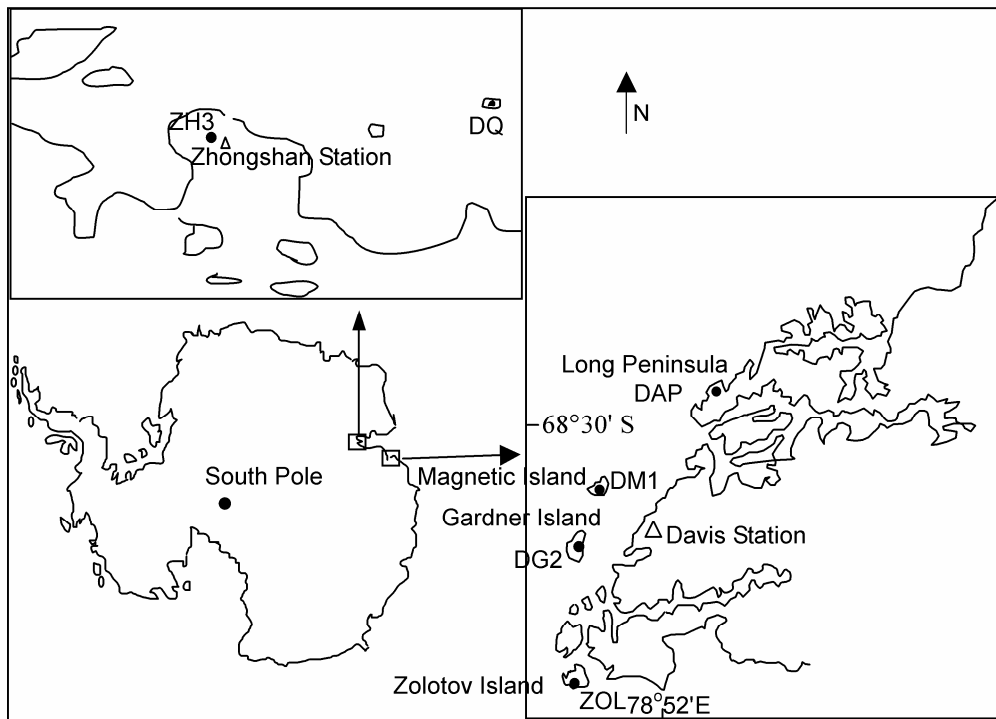 ZH3
Zhongshan Station
DQ
N
Long Peninsula
DAP
68°30' S
South Pole
Magnetic Island
DM1
Gardner Island
Davis Station
DG2
Zolotov Island
ZOL
78°52'E